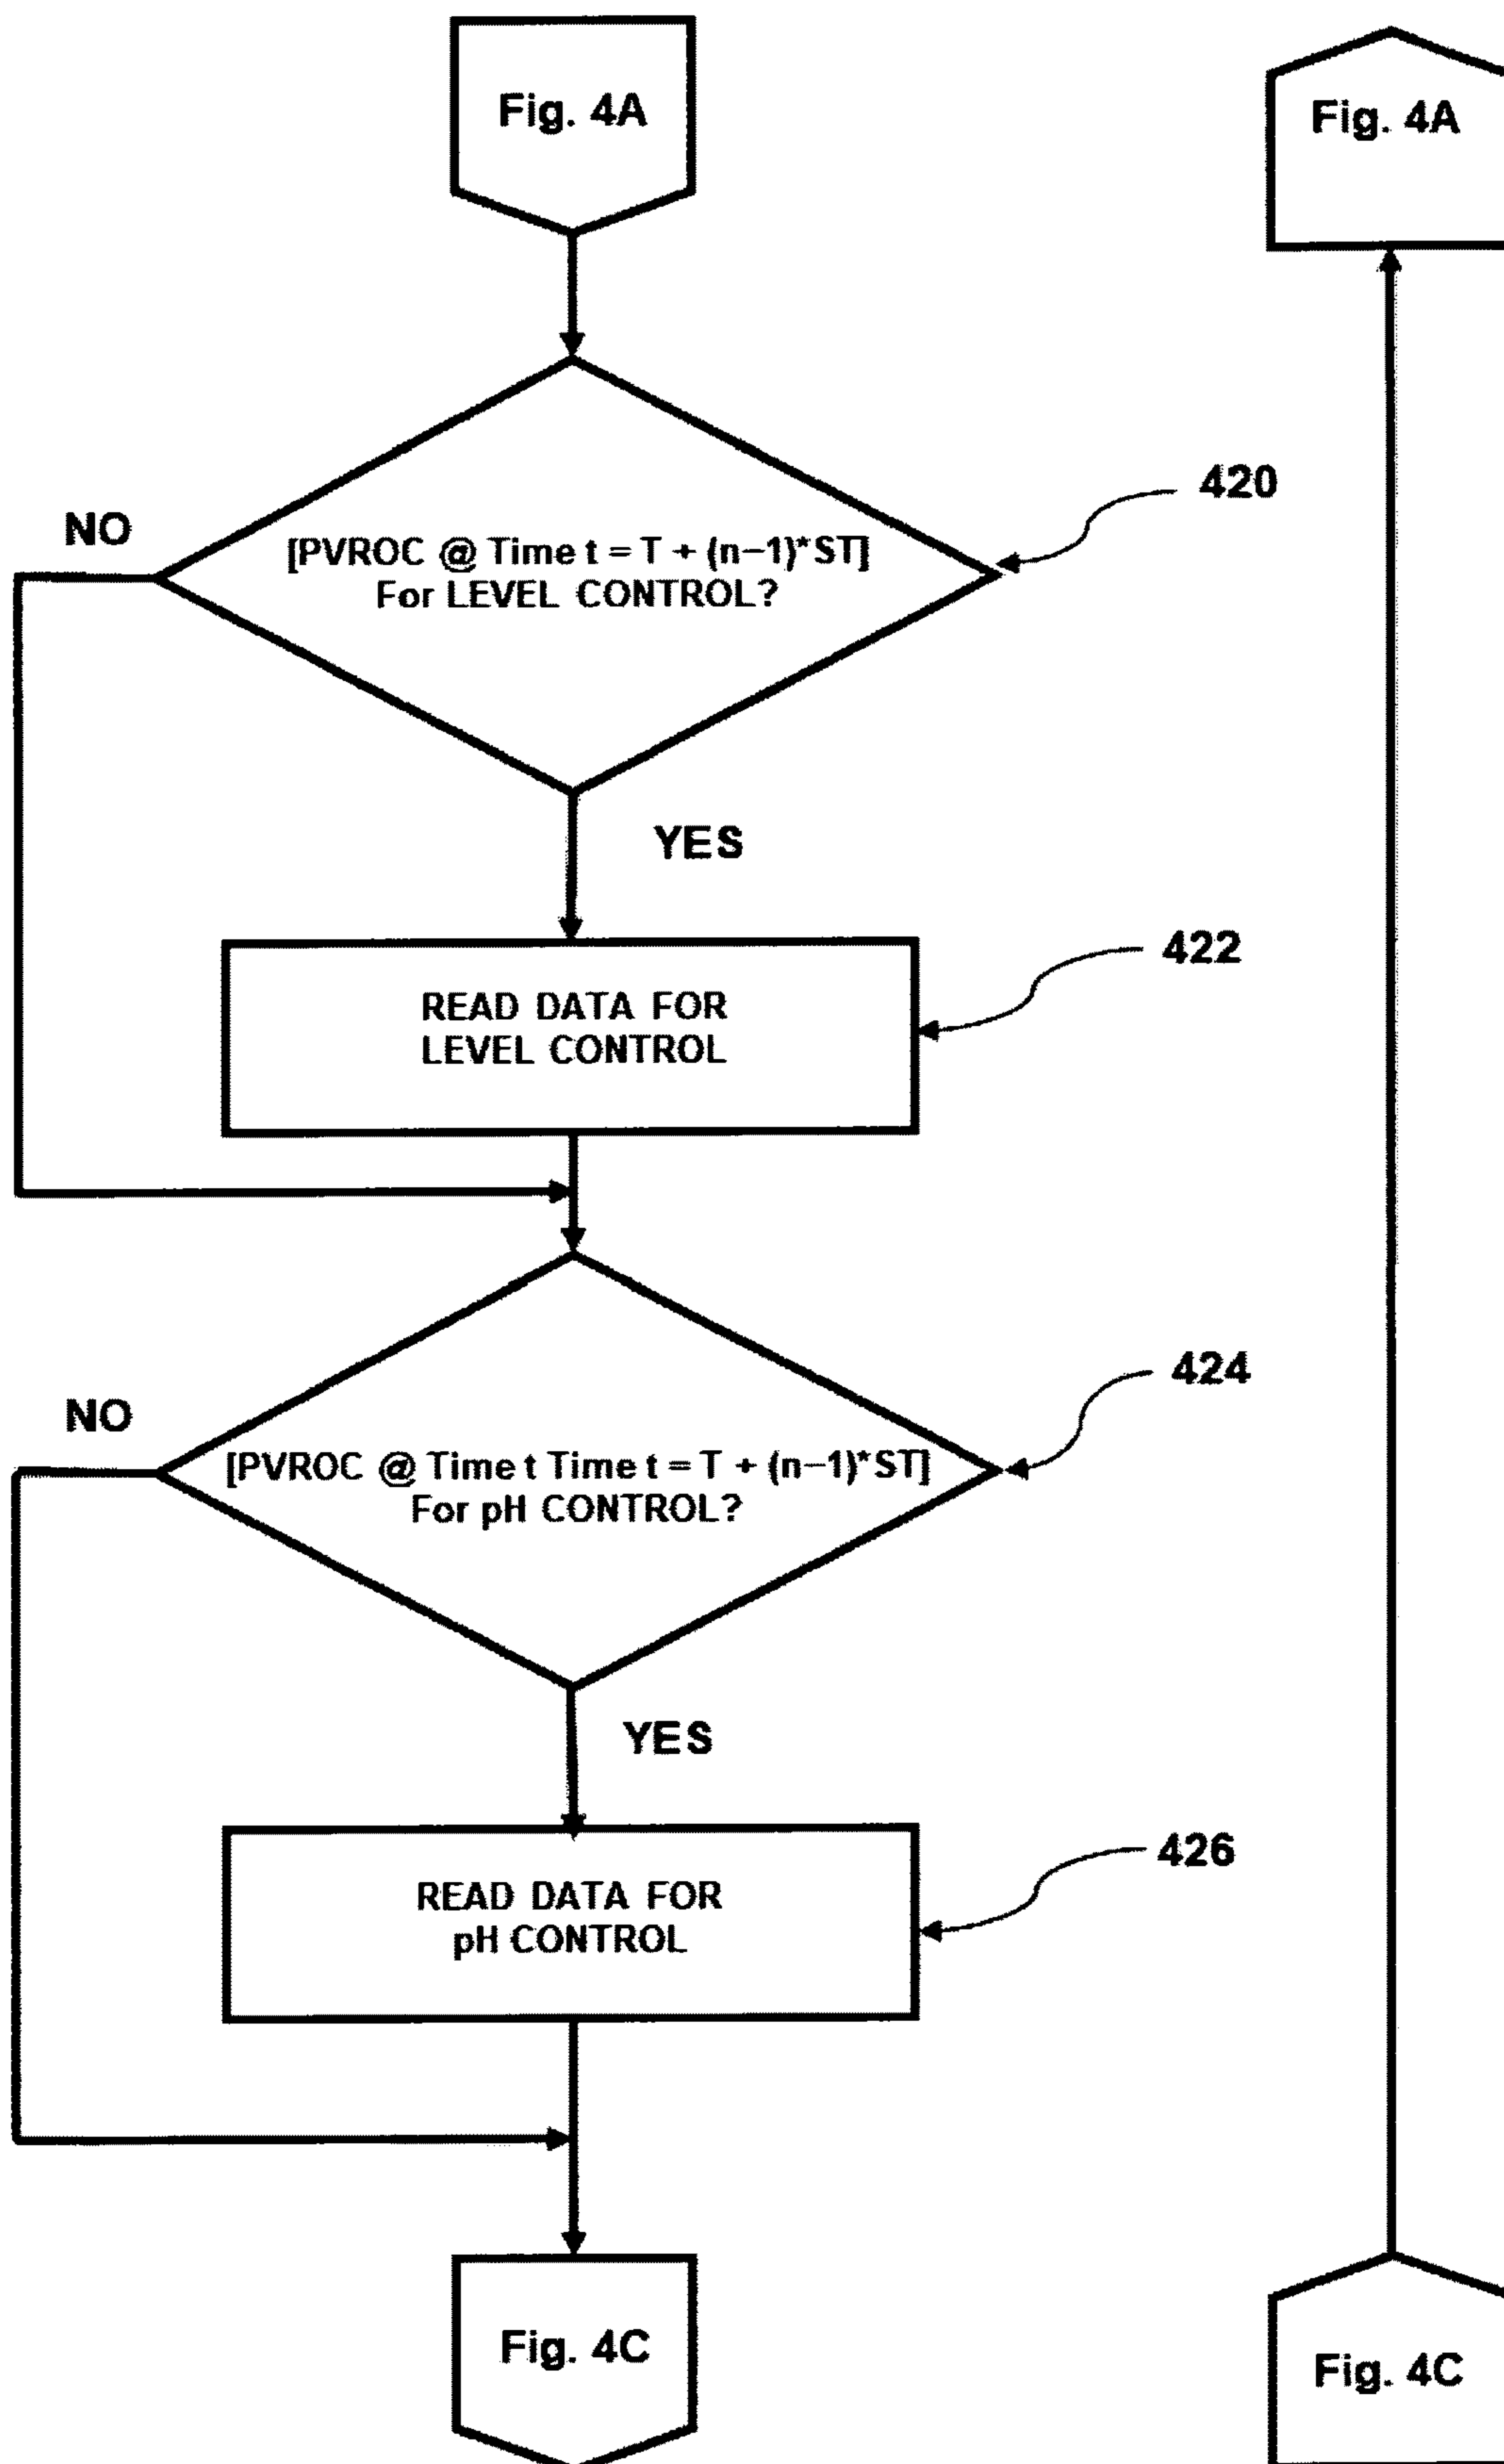 Fig. 4A
Fig. 4A
420
NO
[PVROC @ Time t = T + (n−1)*ST]
For LEVEL CONTROL?
YES
422
READ DATA FOR
LEVEL CONTROL
424
NO
[PVROC @ Time t Time t = T + (n−1)*ST]
For pH CONTROL?
YES
426
READ DATA FOR
pH CONTROL
Fig. 4C
Fig. 4C